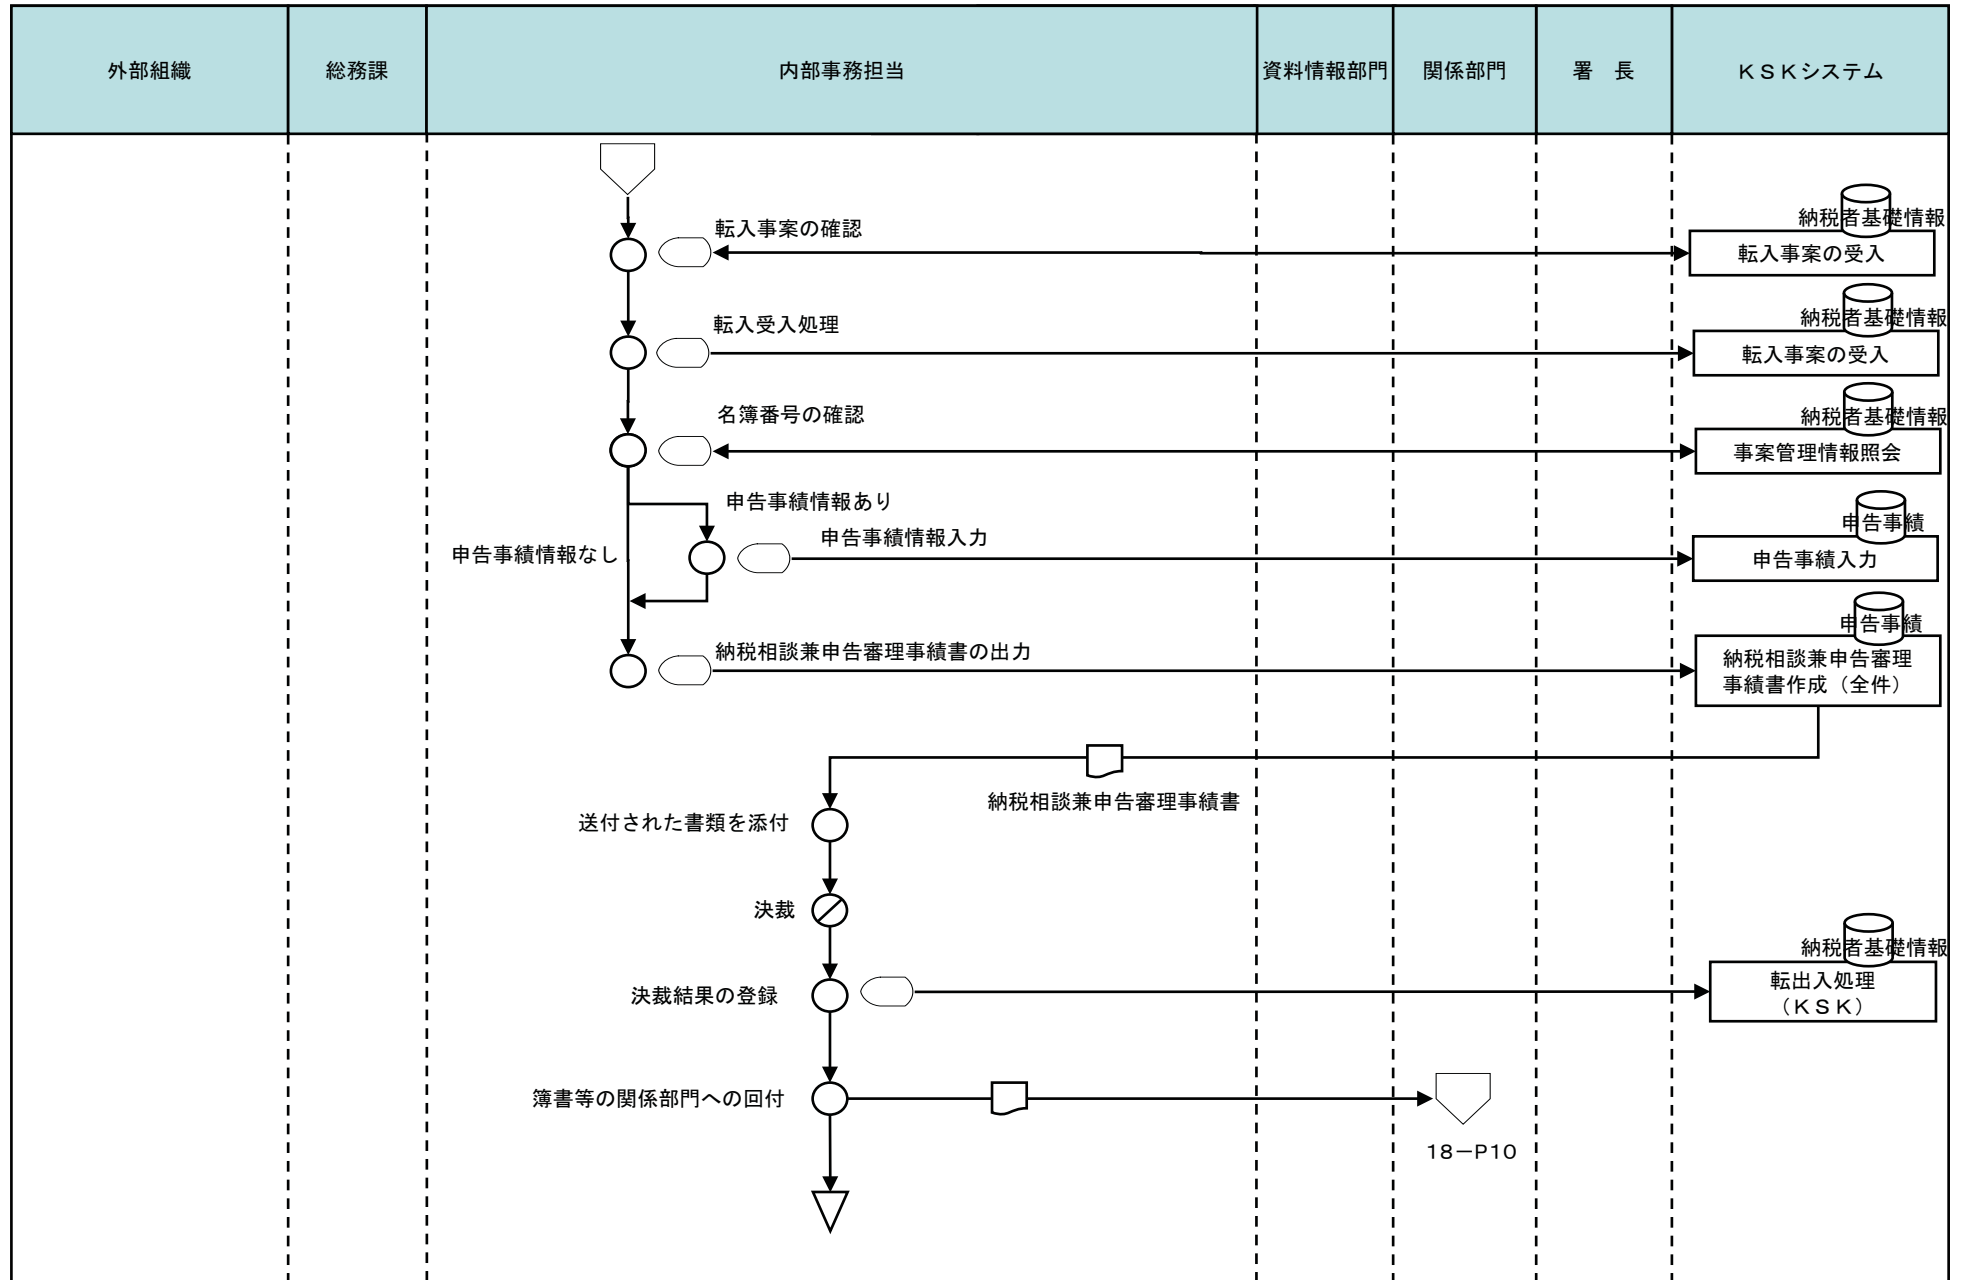 外部組織
総務課
内部事務担当
資料情報部門
関係部門
署　長
ＫＳＫシステム
納税者基礎情報
転入事案の確認
転入事案の受入
納税者基礎情報
転入受入処理
転入事案の受入
納税者基礎情報
名簿番号の確認
事案管理情報照会
申告事績情報あり
申告事績
申告事績情報入力
申告事績情報なし
申告事績入力
申告事績
納税相談兼申告審理事績書の出力
納税相談兼申告審理
事績書作成（全件）
納税相談兼申告審理事績書
送付された書類を添付
決裁
納税者基礎情報
決裁結果の登録
転出入処理
（ＫＳＫ）
簿書等の関係部門への回付
18－P10